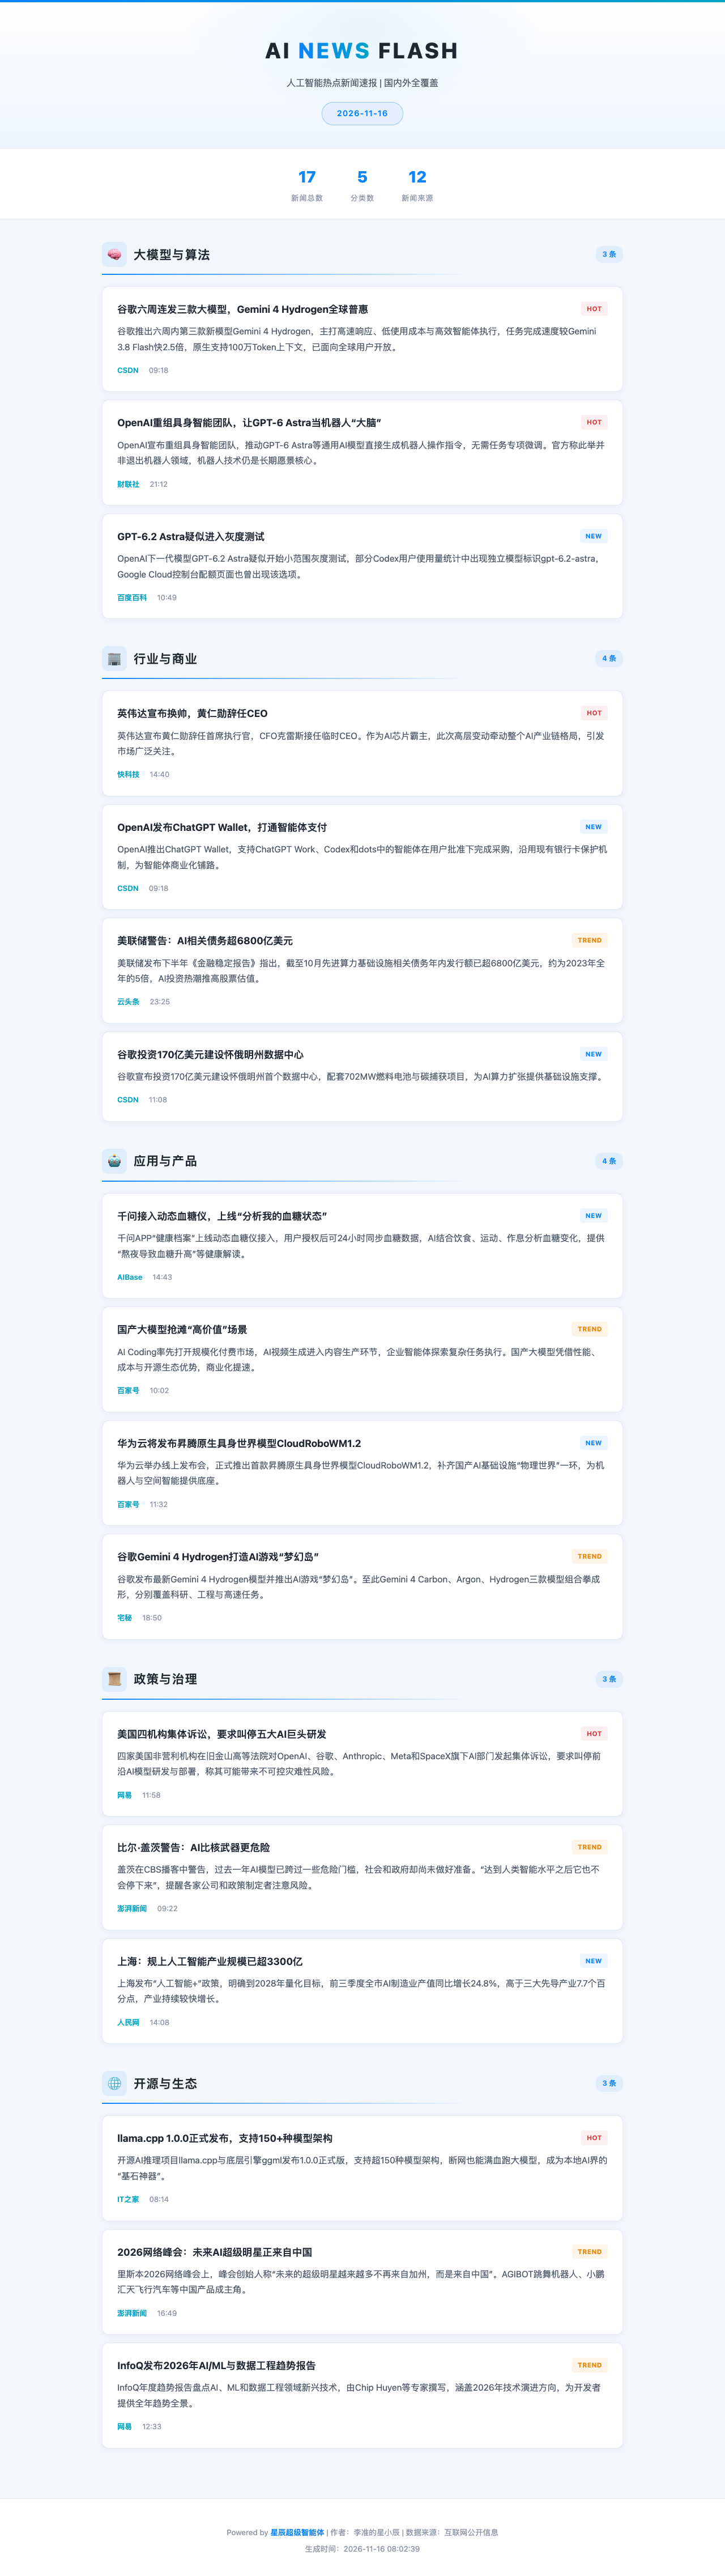 AI NEWS FLASH
人工智能热点新闻速报 | 国内外全覆盖
2026-11-16
17 5 12
新闻总数 分类数 新闻来源
大模型与算法 3 条
谷歌六周连发三款大模型，Gemini 4 Hydrogen全球普惠 HOT
谷歌推出六周内第三款新模型Gemini 4 Hydrogen，主打高速响应、低使用成本与高效智能体执行，任务完成速度较Gemini
3.8 Flash快2.5倍，原生支持100万Token上下文，已面向全球用户开放。
CSDN 09:18
OpenAI重组具身智能团队，让GPT-6 Astra当机器人“大脑” HOT
OpenAI宣布重组具身智能团队，推动GPT-6 Astra等通用AI模型直接生成机器人操作指令，无需任务专项微调。官方称此举并
非退出机器人领域，机器人技术仍是长期愿景核心。
财联社 21:12
GPT-6.2 Astra疑似进入灰度测试 NEW
OpenAI下一代模型GPT-6.2 Astra疑似开始小范围灰度测试，部分Codex用户使用量统计中出现独立模型标识gpt-6.2-astra，
Google Cloud控制台配额页面也曾出现该选项。
百度百科 10:49
行业与商业 4 条
英伟达宣布换帅，黄仁勋辞任CEO HOT
英伟达宣布黄仁勋辞任首席执行官，CFO克雷斯接任临时CEO。作为AI芯片霸主，此次高层变动牵动整个AI产业链格局，引发
市场广泛关注。
快科技 14:40
OpenAI发布ChatGPT Wallet，打通智能体支付 NEW
OpenAI推出ChatGPT Wallet，支持ChatGPT Work、Codex和dots中的智能体在用户批准下完成采购，沿用现有银行卡保护机
制，为智能体商业化铺路。
CSDN 09:18
美联储警告：AI相关债务超6800亿美元 TREND
美联储发布下半年《金融稳定报告》指出，截至10月先进算力基础设施相关债务年内发行额已超6800亿美元，约为2023年全
年的5倍，AI投资热潮推高股票估值。
云头条 23:25
谷歌投资170亿美元建设怀俄明州数据中心 NEW
谷歌宣布投资170亿美元建设怀俄明州首个数据中心，配套702MW燃料电池与碳捕获项目，为AI算力扩张提供基础设施支撑。
CSDN 11:08
应用与产品 4 条
千问接入动态血糖仪，上线“分析我的血糖状态” NEW
千问APP“健康档案”上线动态血糖仪接入，用户授权后可24小时同步血糖数据，AI结合饮食、运动、作息分析血糖变化，提供
“熬夜导致血糖升高”等健康解读。
AIBase 14:43
国产大模型抢滩“高价值”场景 TREND
AI Coding率先打开规模化付费市场，AI视频生成进入内容生产环节，企业智能体探索复杂任务执行。国产大模型凭借性能、
成本与开源生态优势，商业化提速。
百家号 10:02
华为云将发布昇腾原生具身世界模型CloudRoboWM1.2 NEW
华为云举办线上发布会，正式推出首款昇腾原生具身世界模型CloudRoboWM1.2，补齐国产AI基础设施“物理世界”一环，为机
器人与空间智能提供底座。
百家号 11:32
谷歌Gemini 4 Hydrogen打造AI游戏“梦幻岛” TREND
谷歌发布最新Gemini 4 Hydrogen模型并推出AI游戏“梦幻岛”。至此Gemini 4 Carbon、Argon、Hydrogen三款模型组合拳成
形，分别覆盖科研、工程与高速任务。
宅秘 18:50
政策与治理 3 条
美国四机构集体诉讼，要求叫停五大AI巨头研发 HOT
四家美国非营利机构在旧金山高等法院对OpenAI、谷歌、Anthropic、Meta和SpaceX旗下AI部门发起集体诉讼，要求叫停前
沿AI模型研发与部署，称其可能带来不可控灾难性风险。
网易 11:58
比尔·盖茨警告：AI比核武器更危险 TREND
盖茨在CBS播客中警告，过去一年AI模型已跨过一些危险门槛，社会和政府却尚未做好准备。“达到人类智能水平之后它也不
会停下来”，提醒各家公司和政策制定者注意风险。
澎湃新闻 09:22
上海：规上人工智能产业规模已超3300亿 NEW
上海发布“人工智能+”政策，明确到2028年量化目标，前三季度全市AI制造业产值同比增长24.8%，高于三大先导产业7.7个百
分点，产业持续较快增长。
人民网 14:08
开源与生态 3 条
llama.cpp 1.0.0正式发布，支持150+种模型架构 HOT
开源AI推理项目llama.cpp与底层引擎ggml发布1.0.0正式版，支持超150种模型架构，断网也能满血跑大模型，成为本地AI界的
“基石神器”。
IT之家 08:14
2026网络峰会：未来AI超级明星正来自中国 TREND
里斯本2026网络峰会上，峰会创始人称“未来的超级明星越来越多不再来自加州，而是来自中国”。AGIBOT跳舞机器人、小鹏
汇天飞行汽车等中国产品成主角。
澎湃新闻 16:49
InfoQ发布2026年AI/ML与数据工程趋势报告 TREND
InfoQ年度趋势报告盘点AI、ML和数据工程领域新兴技术，由Chip Huyen等专家撰写，涵盖2026年技术演进方向，为开发者
提供全年趋势全景。
网易 12:33
Powered by 星辰超级智能体 | 作者：李准的星小辰 | 数据来源：互联网公开信息
生成时间：2026-11-16 08:02:39